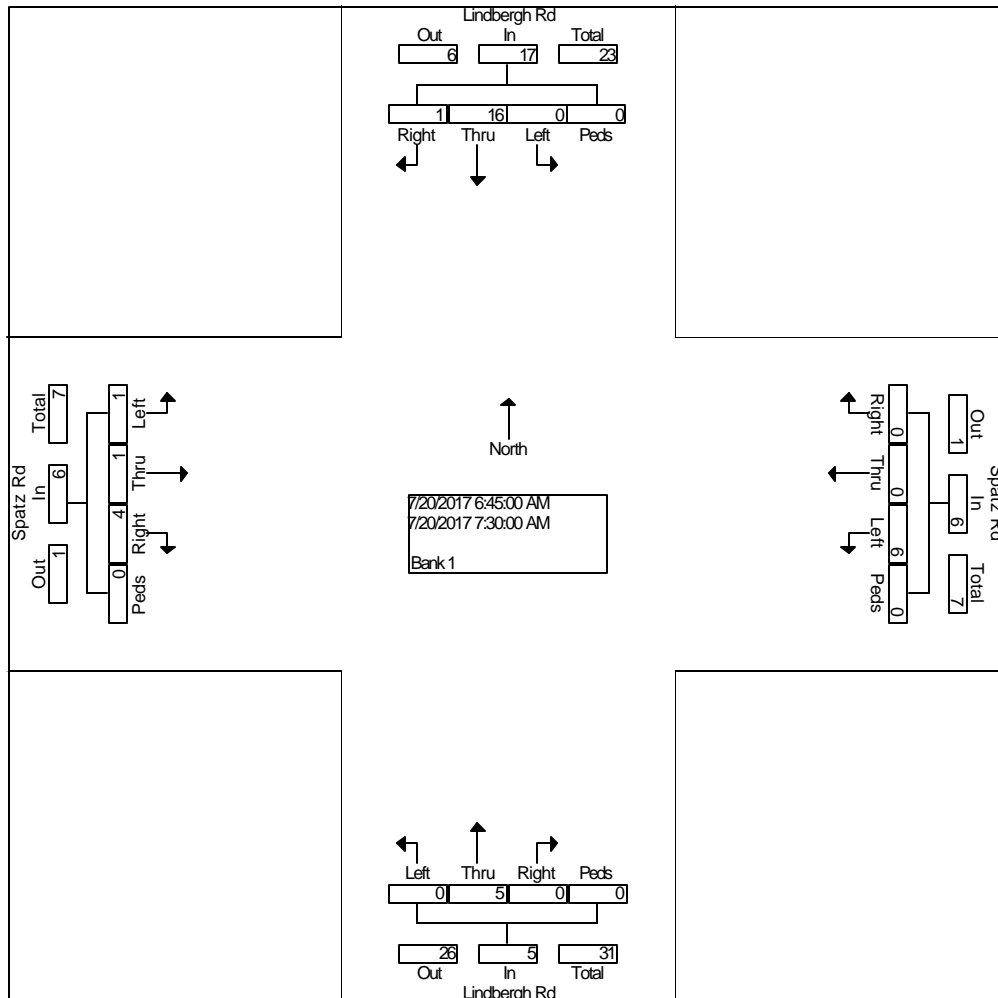 Lindbergh Rd
Out In Total
6 17 23
1 16 0 0
Right Thru Left Peds
Spatz Rd
Total In Out
7 6 1
1 1 4 0
Left Thru Right Peds
North
7/20/2017 6:45:00 AM
7/20/2017 7:30:00 AM
Bank 1
Right Thru Left Peds
0 0 6 0
1 6 7
Out In Total
Spatz Rd
Left Thru Right Peds
0 5 0 0
26 5 31
Out In Total
Lindbergh Rd